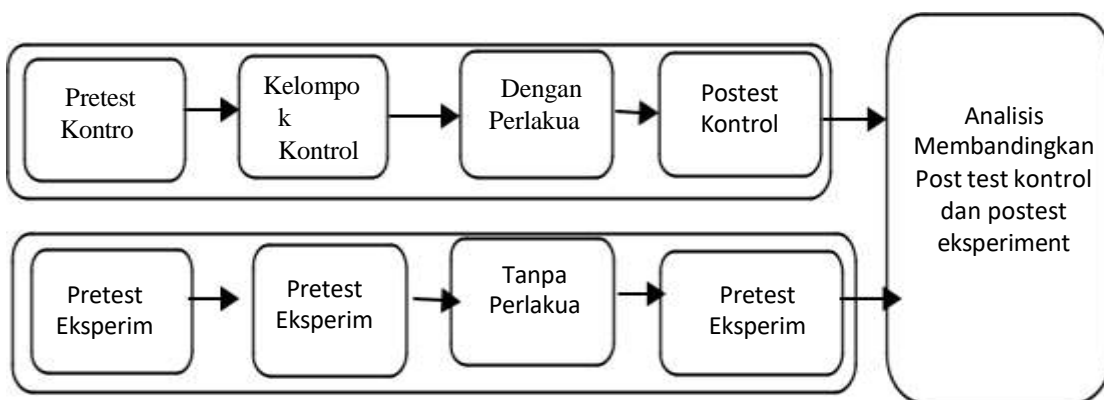 Pretest
Kontro
Kelompo
k
Kontrol
Dengan
Perlakua
Postest
Kontrol
Pretest
Eksperim
Pretest
Eksperim
Tanpa
Perlakua
Pretest
Eksperim
Analisis
Membandingkan
Post test kontrol
dan postest
eksperiment